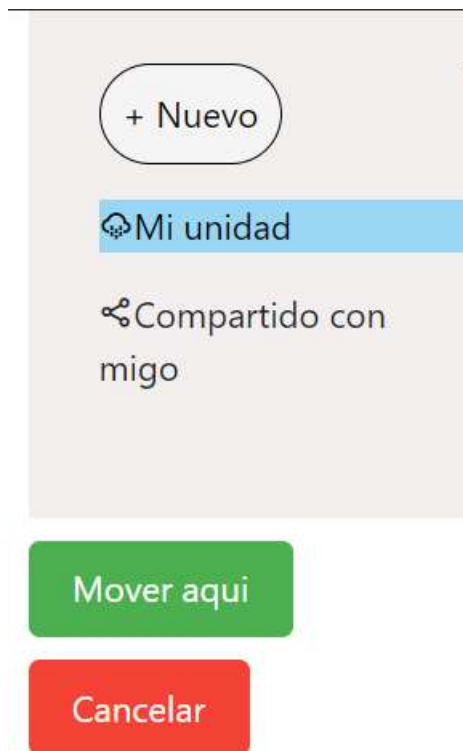 + Nuevo
Mi unidad
Compartido con
migo
Mover aqui
Cancelar